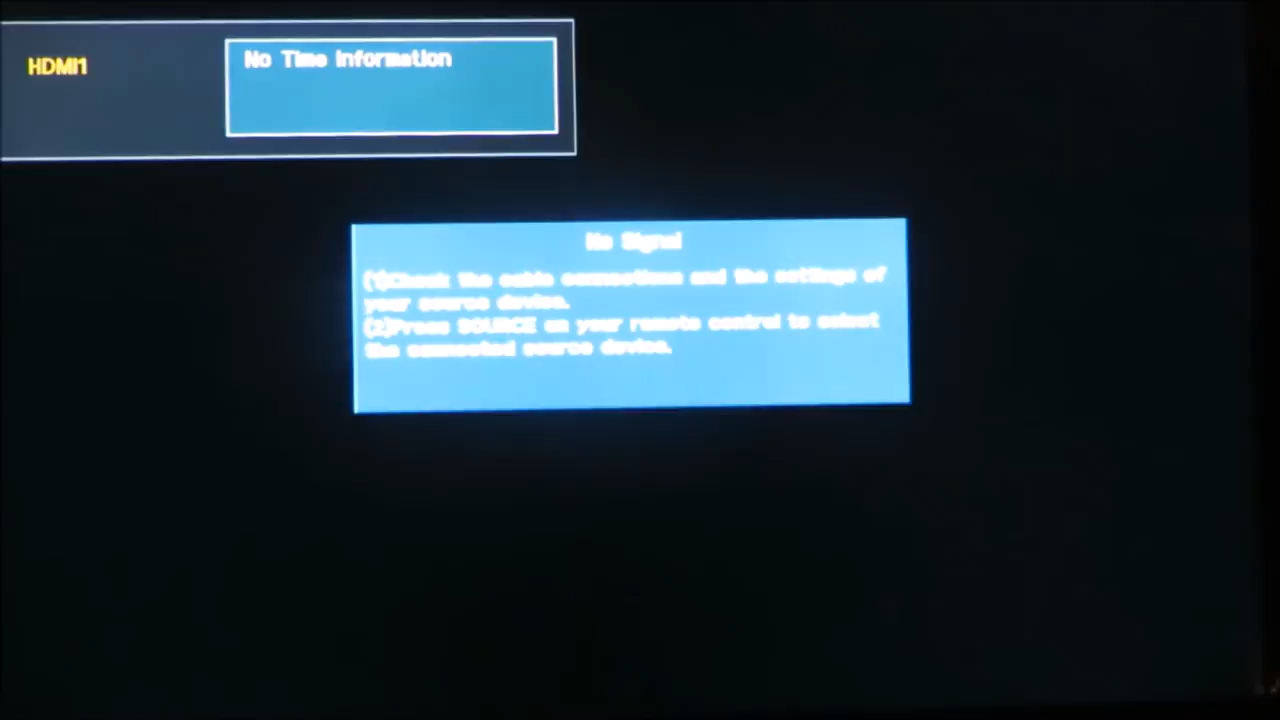 HDMI1
No Time Information
No Signal
(1)Check the cable connections and the settings of
your source device.
(2)Press SOURCE on your remote control to select
the connected source device.